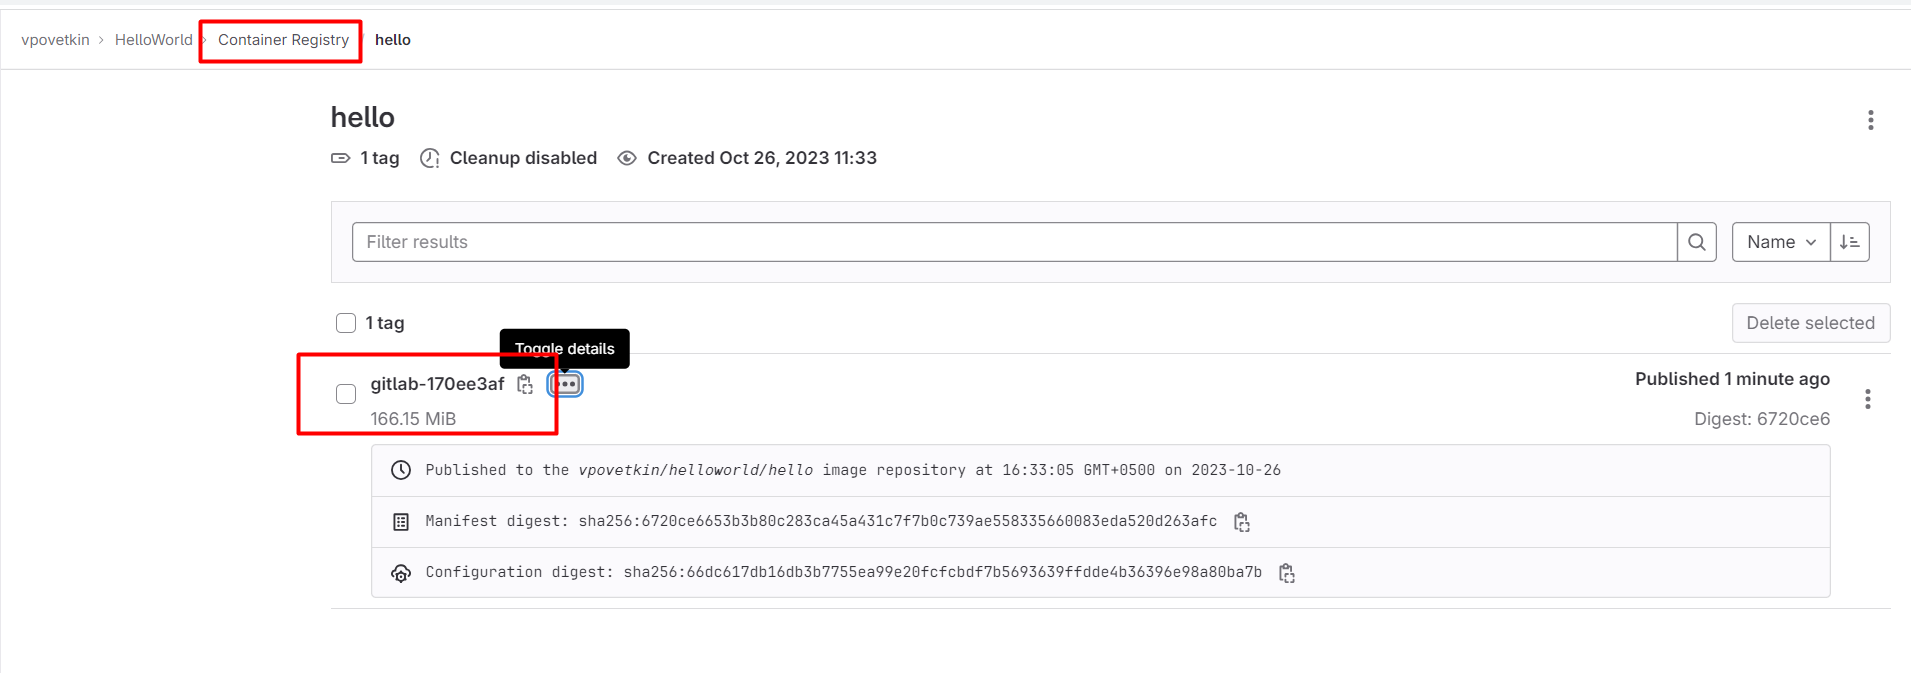 vpovetkin > HelloWorld > Container Registry hello
hello
1 tag Cleanup disabled Created Oct 26, 2023 11:33
Filter results Name
1 tag Delete selected
Toggle details
gitlab-170ee3af Published 1 minute ago
166.15 MiB Digest: 6720ce6
Published to the vpovetkin/helloworld/hello image repository at 16:33:05 GMT+0500 on 2023-10-26
Manifest digest: sha256:6720ce6653b3b80c283ca45a431c7f7b0c739ae558335660083eda520d263afc
Configuration digest: sha256:66dc617db16db3b7755ea99e20fcfcbdf7b5693639ffdde4b36396e98a80ba7b